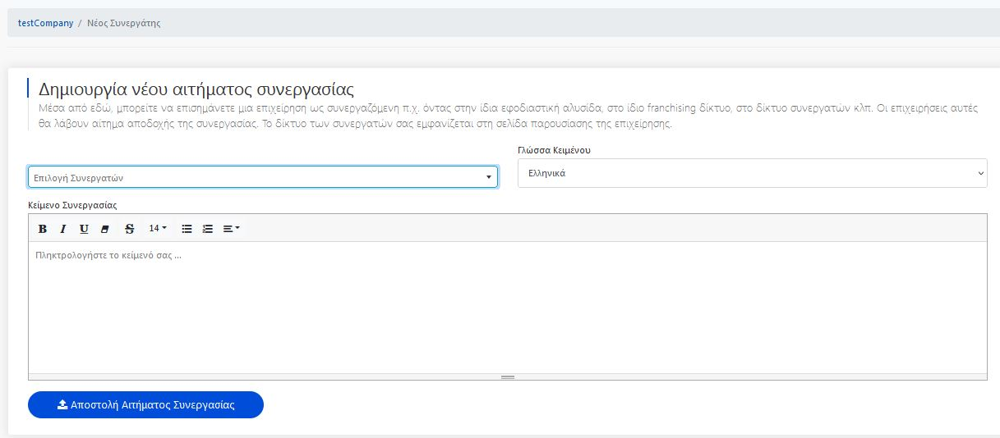 testCompany / Νέος Συνεργάτης
Δημιουργία νέου αιτήματος συνεργασίας
Μέσα από εδώ, μπορείτε να επισημάνετε μια επιχείρηση ως συνεργαζόμενη π.χ. όντας στην ίδια εφοδιαστική αλυσίδα, στο ίδιο franchising δίκτυο, στο δίκτυο συνεργατών κλπ. Οι επιχειρήσεις αυτές
θα λάβουν αίτημα αποδοχής της συνεργασίας. Το δίκτυο των συνεργατών σας εμφανίζεται στη σελίδα παρουσίασης της επιχείρησης.
Γλώσσα Κειμένου
Επιλογή Συνεργατών
Ελληνικά
Κείμενο Συνεργασίας
B I U S 14
Πληκτρολογήστε το κείμενό σας ...
Αποστολή Αιτήματος Συνεργασίας